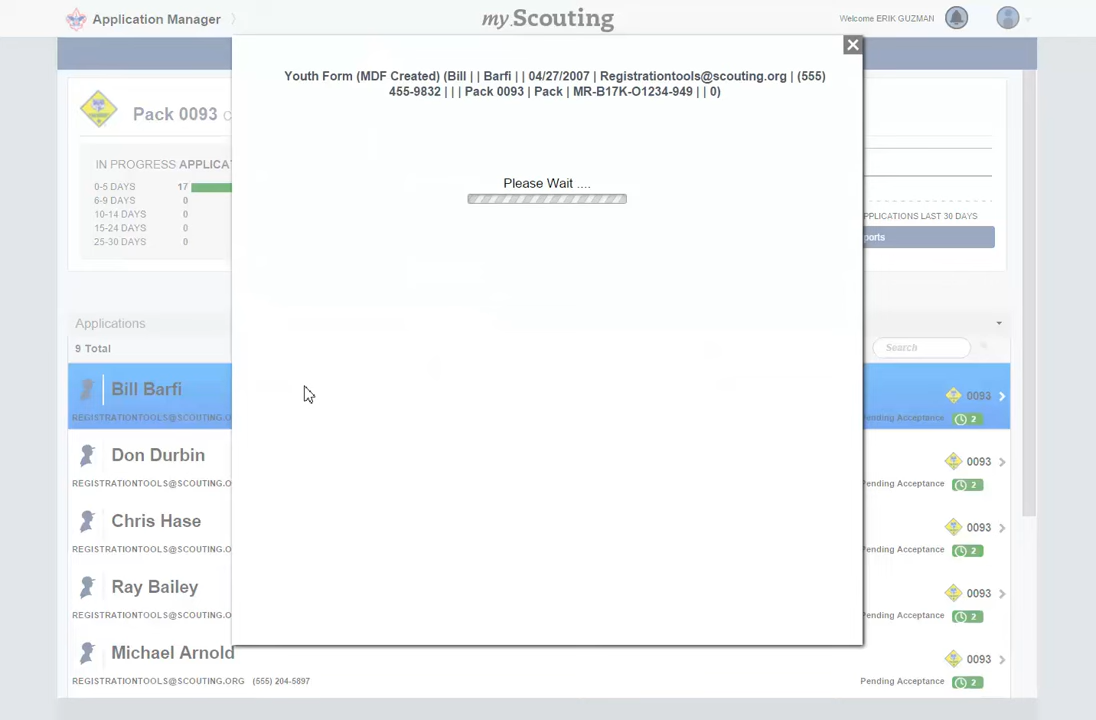 Application Manager
my.Scouting
Welcome ERIK GUZMAN
Youth Form (MDF Created) (Bill | | Barfi | | 04/27/2007 | Registrationtools@scouting.org | (555)
455-9832 | | | Pack 0093 | Pack | MR-B17K-O1234-949 | | 0)
Pack 0093
IN PROGRESS APPLICA
0-5 DAYS 17
6-9 DAYS 0
10-14 DAYS 0
15-24 DAYS 0
25-30 DAYS 0
Please Wait ....
PPLICATIONS LAST 30 DAYS
ports
Applications
9 Total
Search
Bill Barfi
0093
REGISTRATIONTOOLS@SCOUTING.O
Pending Acceptance 2
Don Durbin
0093
REGISTRATIONTOOLS@SCOUTING.O
Pending Acceptance 2
Chris Hase
0093
REGISTRATIONTOOLS@SCOUTING.O
Pending Acceptance 2
Ray Bailey
0093
REGISTRATIONTOOLS@SCOUTING.O
Pending Acceptance 2
Michael Arnold
0093
REGISTRATIONTOOLS@SCOUTING.ORG (555) 204-5897
Pending Acceptance 2